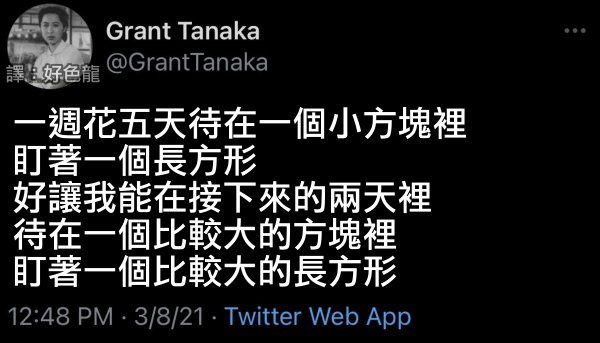 Grant Tanaka
@GrantTanaka
譯：好色龍
一週花五天待在一個小方塊裡
盯著一個長方形
好讓我能在接下來的兩天裡
待在一個比較大的方塊裡
盯著一個比較大的長方形
12:48 PM · 3/8/21 · Twitter Web App